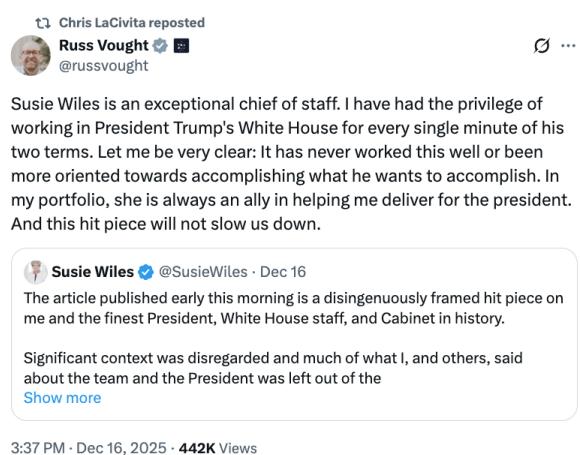 Chris LaCivita reposted
Russ Vought
@russvought
Susie Wiles is an exceptional chief of staff. I have had the privilege of
working in President Trump's White House for every single minute of his
two terms. Let me be very clear: It has never worked this well or been
more oriented towards accomplishing what he wants to accomplish. In
my portfolio, she is always an ally in helping me deliver for the president.
And this hit piece will not slow us down.
Susie Wiles @SusieWiles · Dec 16
The article published early this morning is a disingenuously framed hit piece on
me and the finest President, White House staff, and Cabinet in history.
Significant context was disregarded and much of what I, and others, said
about the team and the President was left out of the
Show more
3:37 PM · Dec 16, 2025 · 442K Views